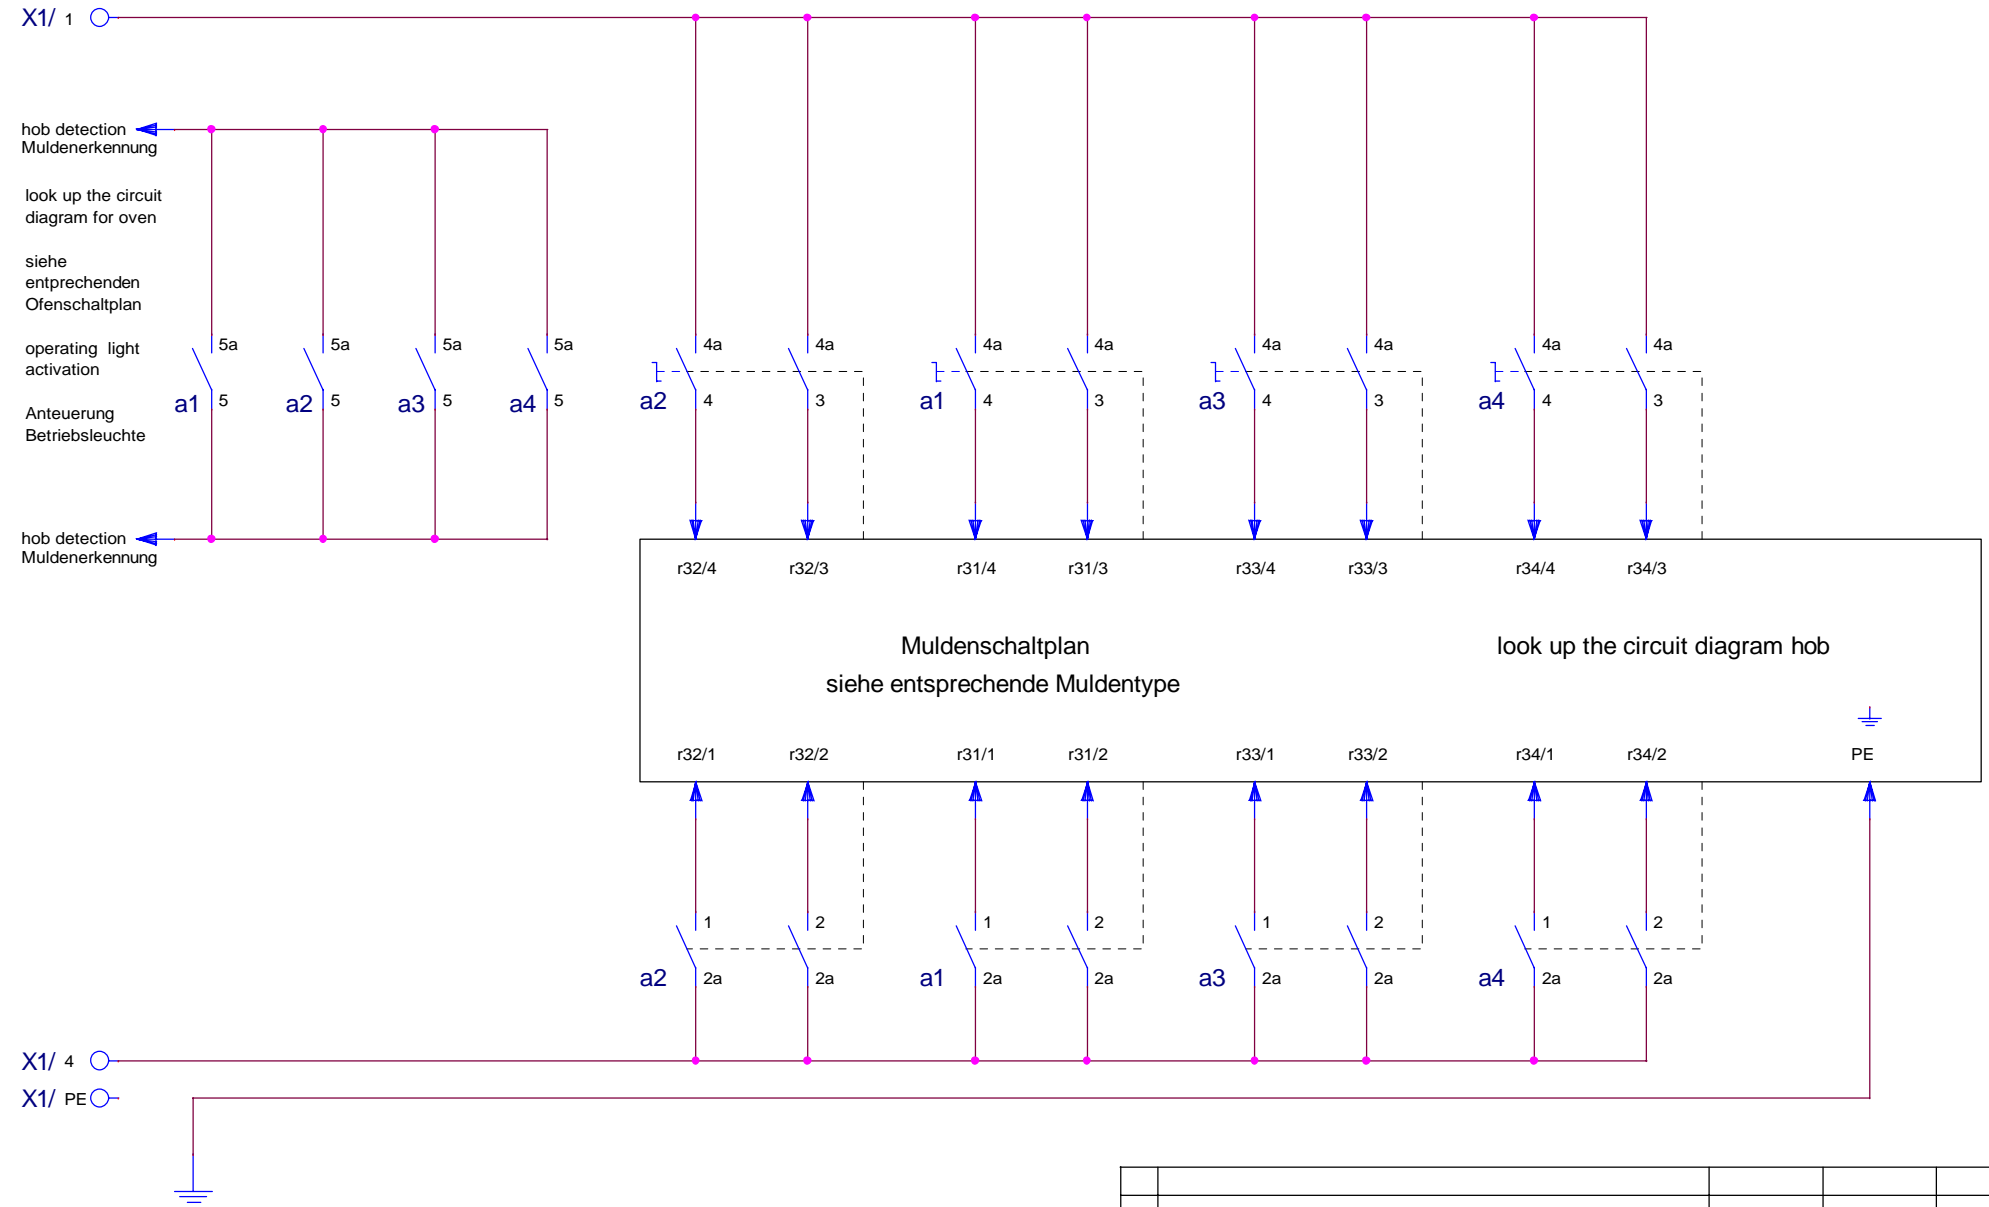 X1/ 1
hob detection
Muldenerkennung
look up the circuit
diagram for oven
siehe
entprechenden
Ofenschaltplan
operating light
activation
Anteuerung
Betriebsleuchte
5a 5a 5a 5a 4a 4a 4a 4a 4a 4a 4a 4a
a1 5 a2 5 a3 5 a4 5 a2 4 3 a1 4 3 a3 4 3 a4 4 3
hob detection
Muldenerkennung
r32/4 r32/3 r31/4 r31/3 r33/4 r33/3 r34/4 r34/3
Muldenschaltplan look up the circuit diagram hob
siehe entsprechende Muldentype
r32/1 r32/2 r31/1 r31/2 r33/1 r33/2 r34/1 r34/2 PE
1 2 1 2 1 2 1 2
a2 2a 2a a1 2a 2a a3 2a 2a a4 2a 2a
X1/ 4
X1/ PE